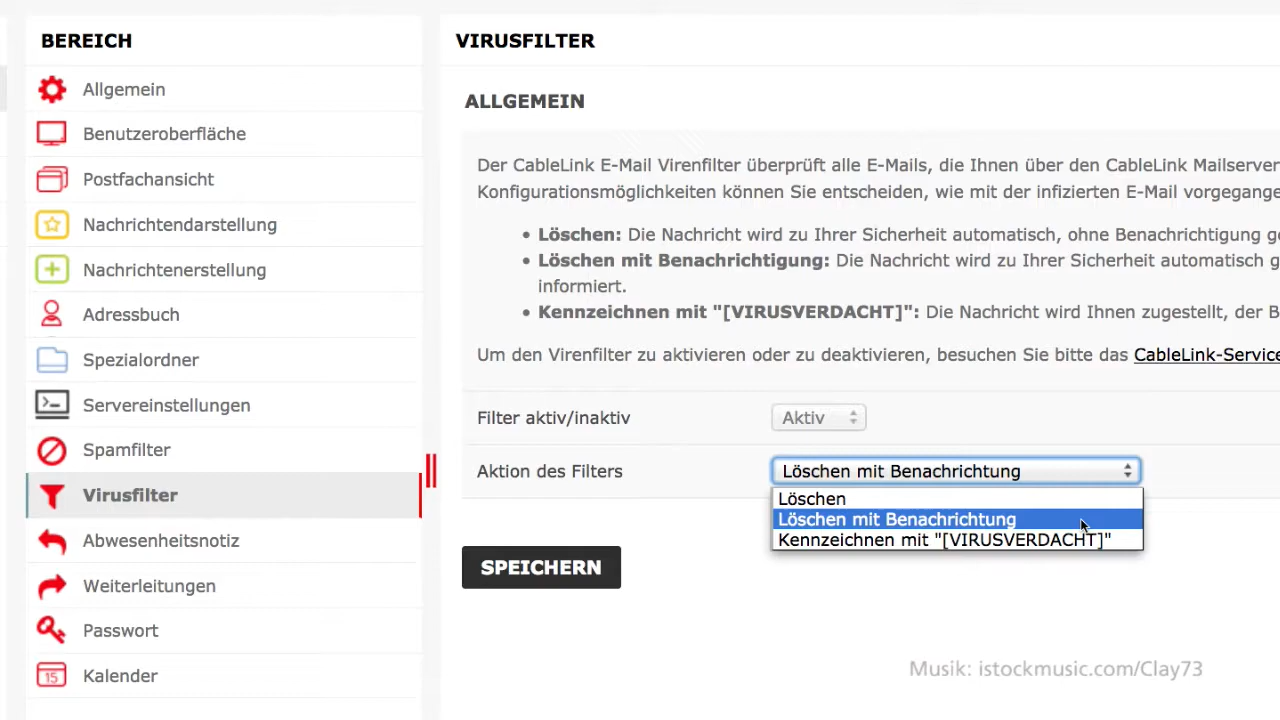 BEREICH
Allgemein
Benutzeroberfläche
Postfachansicht
Nachrichtendarstellung
Nachrichtenerstellung
Adressbuch
Spezialordner
Servereinstellungen
Spamfilter
Virusfilter
Abwesenheitsnotiz
Weiterleitungen
Passwort
15
Kalender
VIRUSFILTER
ALLGEMEIN
Der CableLink E-Mail Virenfilter überprüft alle E-Mails, die Ihnen über den CableLink Mailserver
Konfigurationsmöglichkeiten können Sie entscheiden, wie mit der infizierten E-Mail vorgegange
• Löschen: Die Nachricht wird zu Ihrer Sicherheit automatisch, ohne Benachrichtigung ge
• Löschen mit Benachrichtigung: Die Nachricht wird zu Ihrer Sicherheit automatisch g
informiert.
• Kennzeichnen mit "[VIRUSVERDACHT]": Die Nachricht wird Ihnen zugestellt, der B
Um den Virenfilter zu aktivieren oder zu deaktivieren, besuchen Sie bitte das CableLink-Service
Filter aktiv/inaktiv
Aktiv
Aktion des Filters
Löschen mit Benachrichtung
Löschen
Löschen mit Benachrichtung
Kennzeichnen mit "[VIRUSVERDACHT]"
SPEICHERN
Musik: istockmusic.com/Clay73